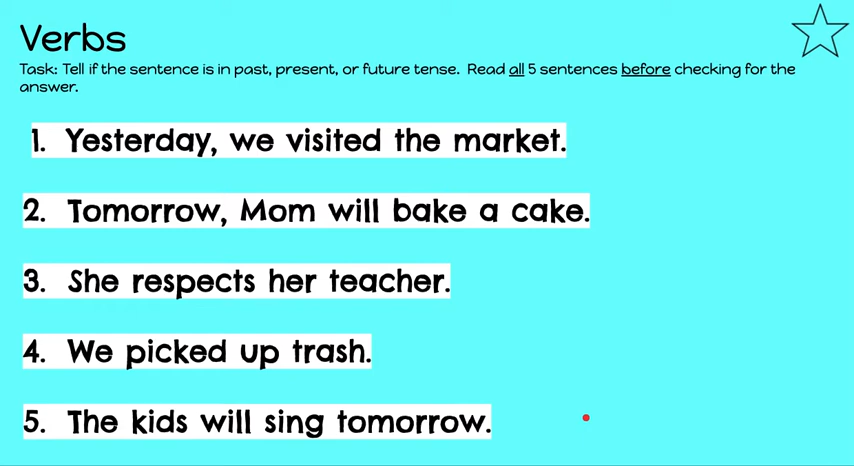 Verbs
Task: Tell if the sentence is in past, present, or future tense. Read all 5 sentences before checking for the
answer.
1. Yesterday, we visited the market.
2. Tomorrow, Mom will bake a cake.
3. She respects her teacher.
4. We picked up trash.
5. The kids will sing tomorrow.